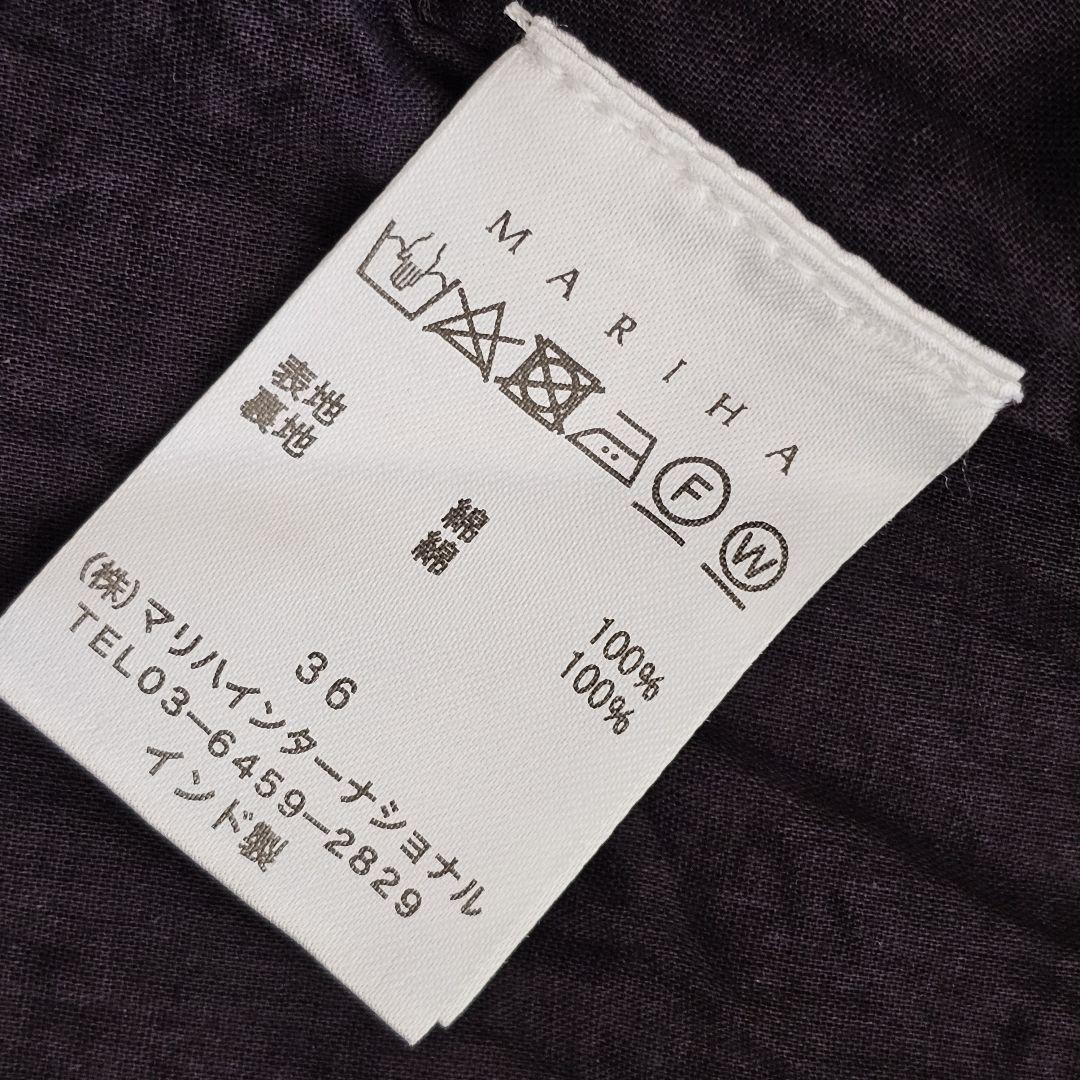 MARIHA
F W
表地 綿 100%
裏地 綿 100%
36
(株)マリハインターナショナル
TEL03-6459-2829
インド製